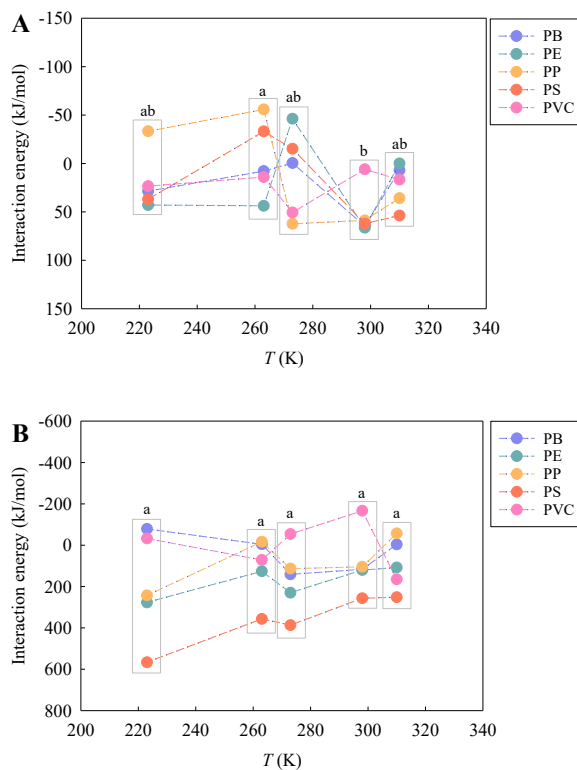 A
-150
-100
-50
0
50
100
150
Interaction energy (kJ/mol)
ab
a
ab
b
ab
200
220
240
260
280
300
320
340
T (K)
PB
PE
PP
PS
PVC
B
-600
-400
-200
0
200
400
600
800
Interaction energy (kJ/mol)
a
a
a
a
a
200
220
240
260
280
300
320
340
T (K)
PB
PE
PP
PS
PVC